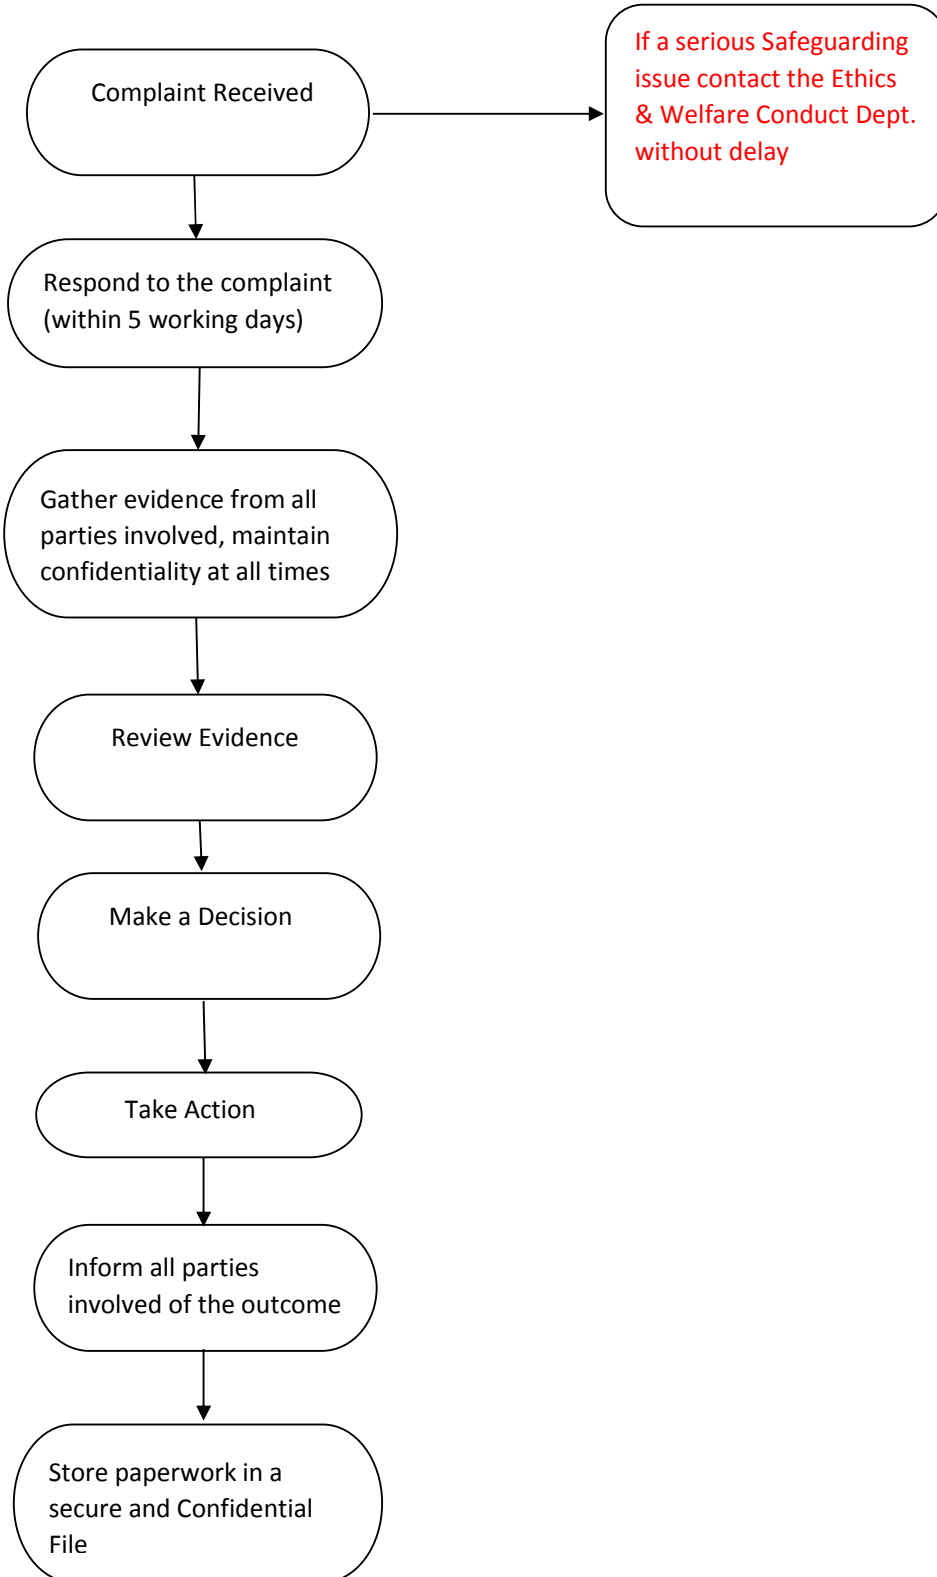 Complaint Received
If a serious Safeguarding
issue contact the Ethics
& Welfare Conduct Dept.
without delay
Respond to the complaint
(within 5 working days)
Gather evidence from all
parties involved, maintain
confidentiality at all times
Review Evidence
Make a Decision
Take Action
Inform all parties
involved of the outcome
Store paperwork in a
secure and Confidential
File